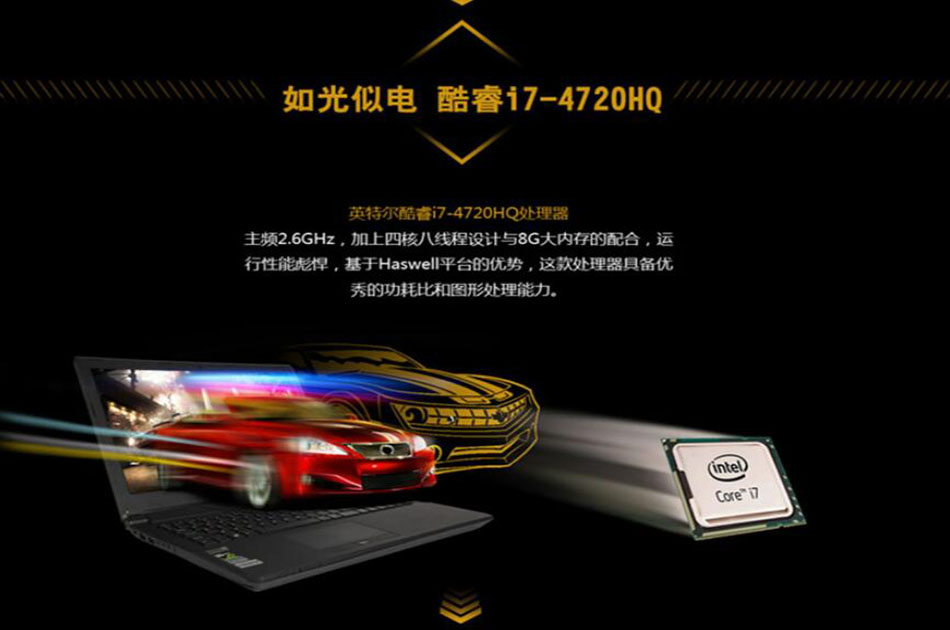 如光似电 酷睿i7-4720HQ
英特尔酷睿i7-4720HQ处理器
主频2.6GHz，加上四核八线程设计与8G大内存的配合，运
行性能彪悍，基于Haswell平台的优势，这款处理器具备优
秀的功耗比和图形处理能力。
intel
Core™ i7